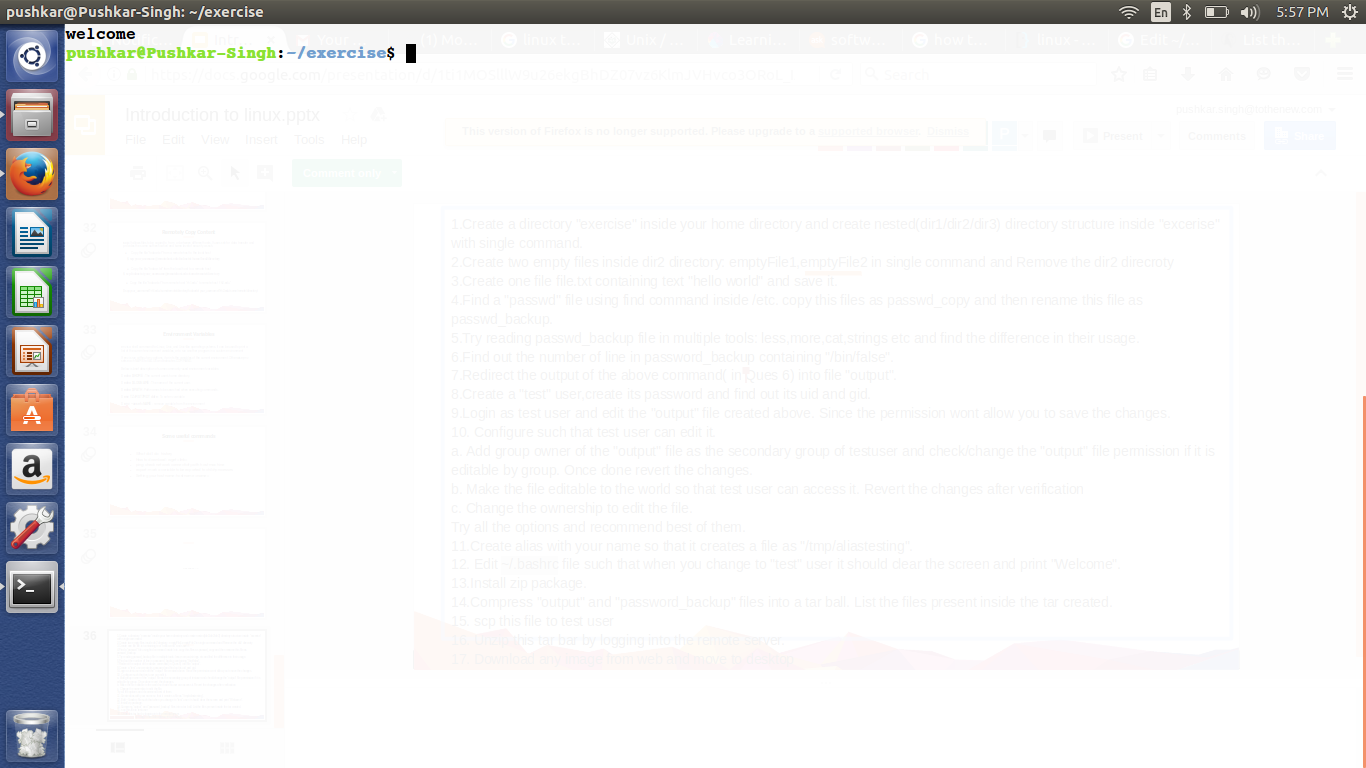 pushkar@Pushkar-Singh: ~/exercise
En
5:57 PM
welcome
pushkar@Pushkar-Singh:~/exercise$
Search
Introduction to linux.pptx
File Edit View Insert Tools Help
This version of Firefox is no longer supported. Please upgrade to a supported browser. Dismiss
Present
Comments
Comment only
1.Create a directory "exercise" inside your home directory and create nested(dir1/dir2/dir3) directory structure inside "excerise"
with single command.
2.Create two empty files inside dir2 directory: emptyFile1,emptyFile2 in single command and Remove the dir2 direcroty
3.Create one file file.txt containing text "hello world" and save it.
4.Find a "passwd" file using find command inside /etc. copy this files as passwd_copy and then rename this file as
passwd_backup.
5.Try reading passwd_backup file in multiple tools: less,more,cat,strings etc and find the difference in their usage.
6.Find out the number of line in password_backup containing "/bin/false".
7.Redirect the output of the above command( in Ques 6) into file "output".
8.Create a "test" user,create its password and find out its uid and gid.
9.Login as test user and edit the "output" file created above. Since the permission wont allow you to save the changes.
10. Configure such that test user can edit it.
a. Add group owner of the "output" file as the secondary group of testuser and check/change the "output" file permission if it is
editable by group. Once done revert the changes.
b. Make the file editable to the world so that test user can access it. Revert the changes after verification
c. Change the ownership to edit the file
Try all the options and recommend best of them
11.Create alias with your name so that it creates a file as "/tmp/aliastesting".
12. Edit ~/.bashrc file such that when you change to "test" user it should clear the screen and print "Welcome".
13.Install zip package.
14.Compress "output" and "password_backup" files into a tar ball. List the files present inside the tar created.
15. scp this file to test user
16. this tar bar by logging into the remote server
17. Download any image from web and move to desktop
32
33
34
35
36